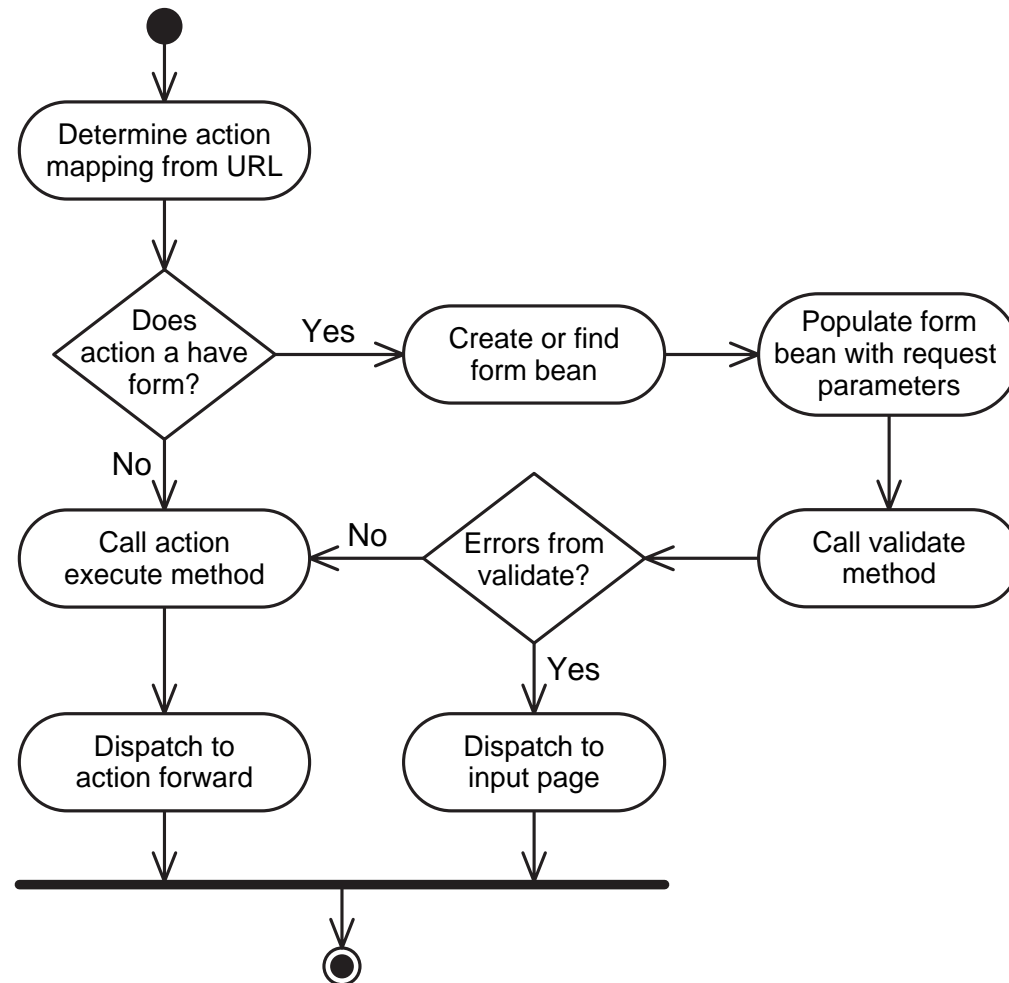 Determine action
mapping from URL
Does
action a have
form?
Yes
Create or find
form bean
Populate form
bean with request
parameters
No
Call action
execute method
No
Errors from
validate?
Call validate
method
Yes
Dispatch to
action forward
Dispatch to
input page